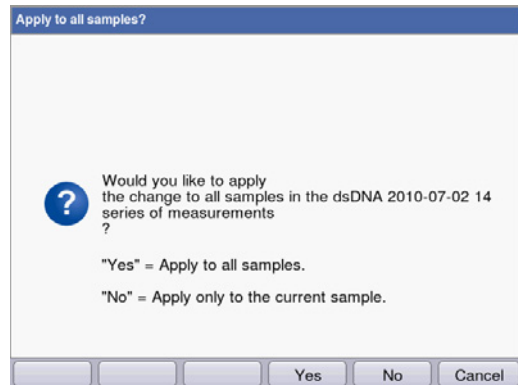 Apply to all samples?
Would you like to apply
the change to all samples in the dsDNA 2010-07-02 14
series of measurements
?
"Yes" = Apply to all samples.
"No" = Apply only to the current sample.
Yes No Cancel